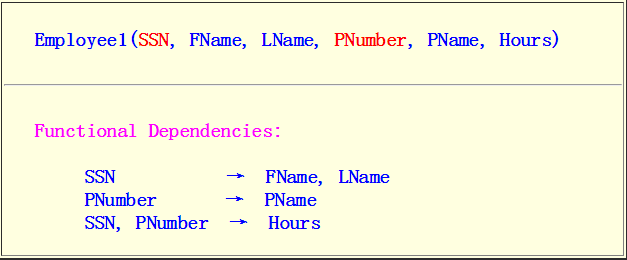 Employee1(SSN, FName, LName, PNumber, PName, Hours)
Functional Dependencies:
SSN → FName, LName
PNumber → PName
SSN, PNumber → Hours